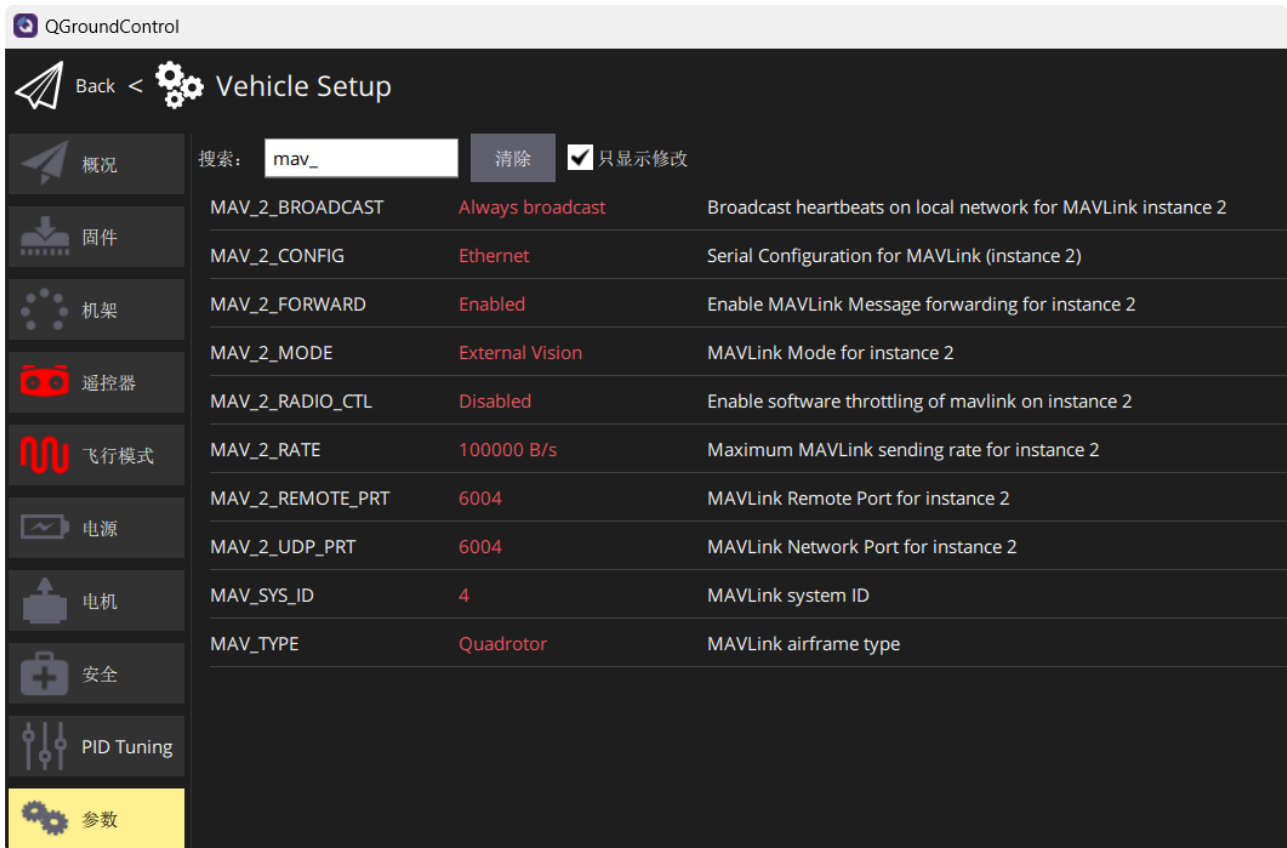 QGroundControl
Back < Vehicle Setup
概况
固件
机架
遥控器
飞行模式
电源
电机
安全
PID Tuning
参数
搜索： mav_ 清除 只显示修改
MAV_2_BROADCAST Always broadcast Broadcast heartbeats on local network for MAVLink instance 2
MAV_2_CONFIG Ethernet Serial Configuration for MAVLink (instance 2)
MAV_2_FORWARD Enabled Enable MAVLink Message forwarding for instance 2
MAV_2_MODE External Vision MAVLink Mode for instance 2
MAV_2_RADIO_CTL Disabled Enable software throttling of mavlink on instance 2
MAV_2_RATE 100000 B/s Maximum MAVLink sending rate for instance 2
MAV_2_REMOTE_PRT 6004 MAVLink Remote Port for instance 2
MAV_2_UDP_PRT 6004 MAVLink Network Port for instance 2
MAV_SYS_ID 4 MAVLink system ID
MAV_TYPE Quadrotor MAVLink airframe type